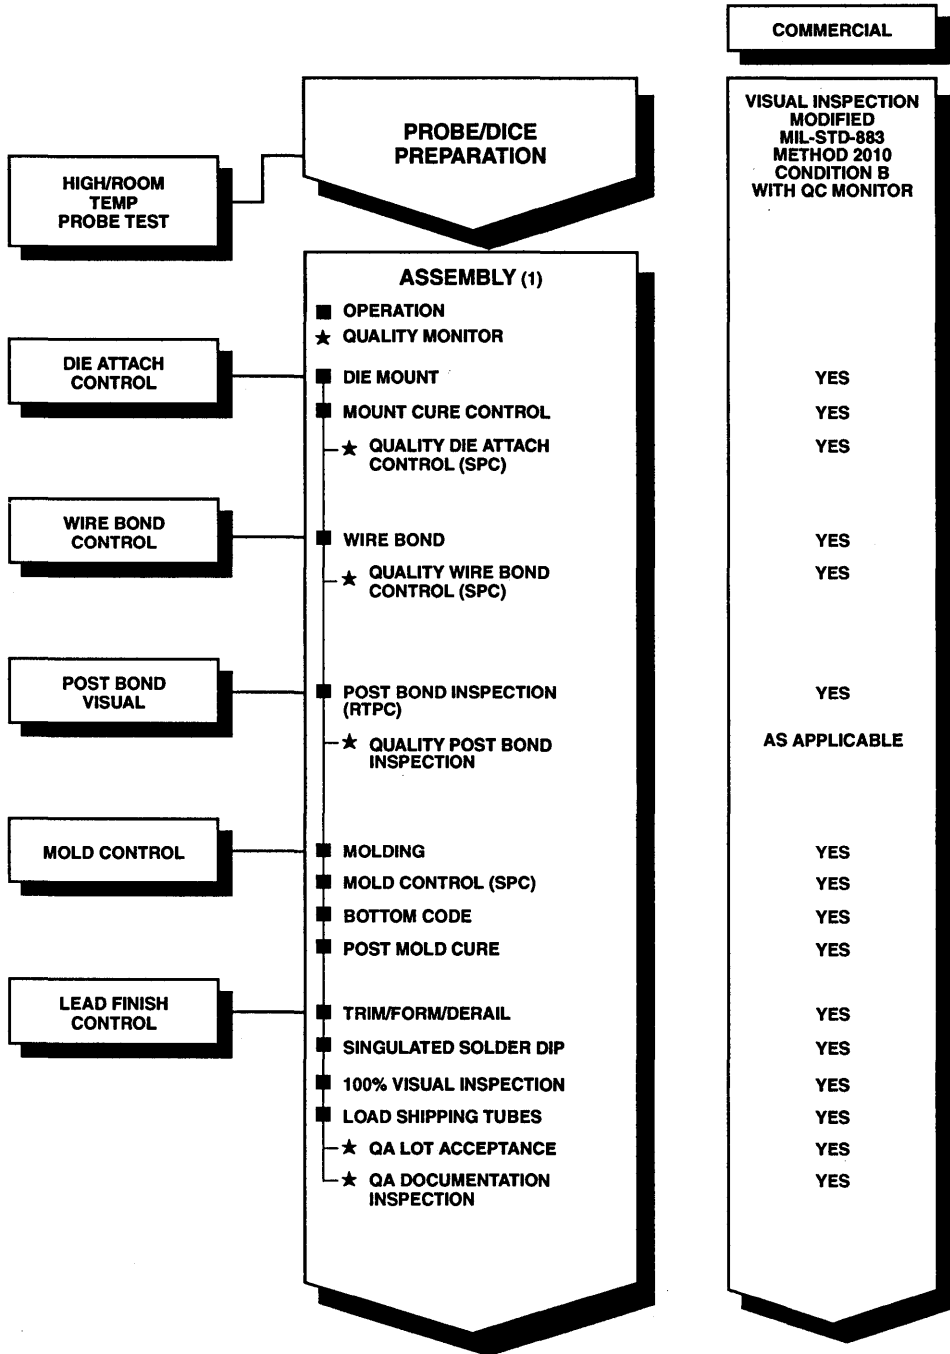 COMMERCIAL
PROBE/DICE
PREPARATION
VISUAL INSPECTION
MODIFIED
MIL-STD-883
METHOD 2010
CONDITION B
WITH QC MONITOR
HIGH/ROOM
TEMP
PROBE TEST
ASSEMBLY (1)
■ OPERATION
★ QUALITY MONITOR
DIE ATTACH
CONTROL
■ DIE MOUNT YES
■ MOUNT CURE CONTROL YES
★ QUALITY DIE ATTACH YES
CONTROL (SPC)
WIRE BOND
CONTROL
■ WIRE BOND YES
★ QUALITY WIRE BOND YES
CONTROL (SPC)
POST BOND
VISUAL
■ POST BOND INSPECTION YES
(RTPC)
★ QUALITY POST BOND AS APPLICABLE
INSPECTION
MOLD CONTROL
■ MOLDING YES
■ MOLD CONTROL (SPC) YES
■ BOTTOM CODE YES
■ POST MOLD CURE YES
LEAD FINISH
CONTROL
■ TRIM/FORM/DERAIL YES
■ SINGULATED SOLDER DIP YES
■ 100% VISUAL INSPECTION YES
■ LOAD SHIPPING TUBES YES
★ QA LOT ACCEPTANCE YES
★ QA DOCUMENTATION YES
INSPECTION